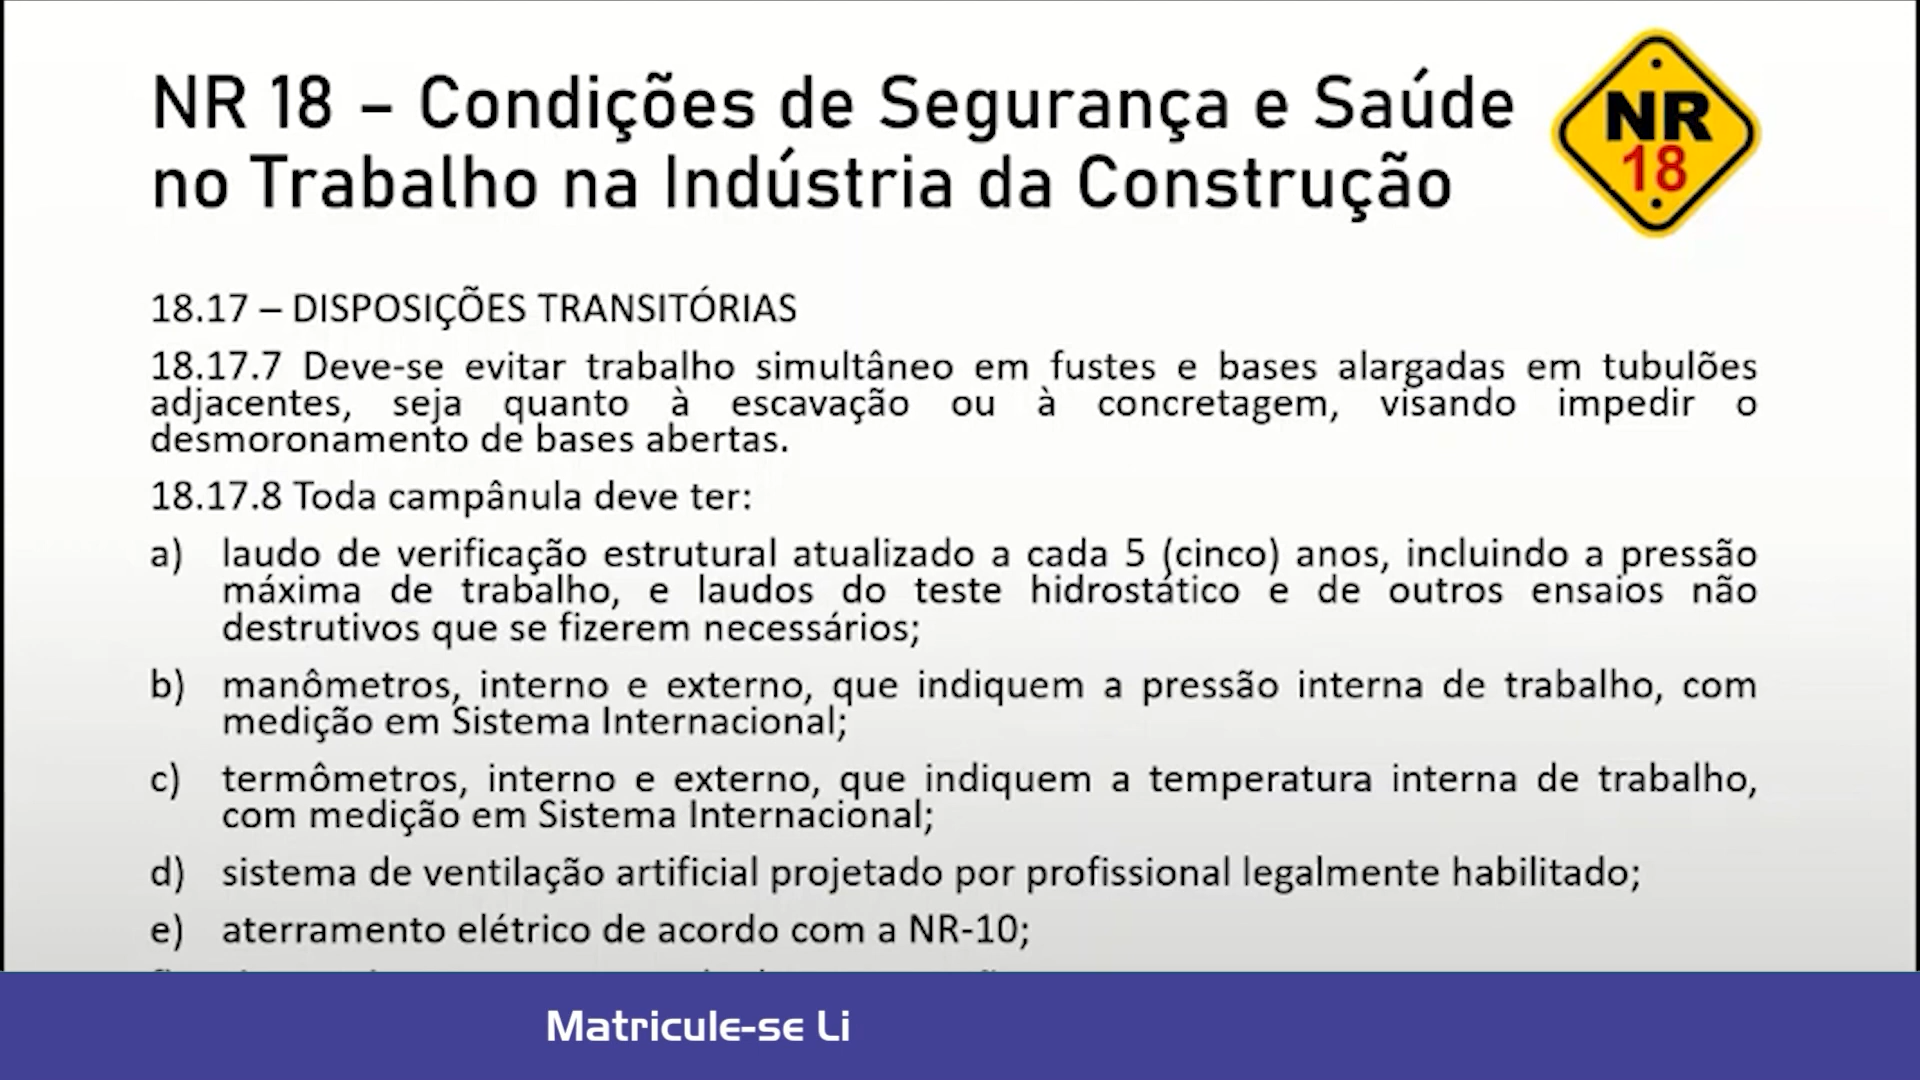 NR 18 – Condições de Segurança e Saúde
no Trabalho na Indústria da Construção
NR
18
18.17 – DISPOSIÇÕES TRANSITÓRIAS
18.17.7 Deve-se evitar trabalho simultâneo em fustes e bases alargadas em tubulões
adjacentes, seja quanto à escavação ou à concretagem, visando impedir o
desmoronamento de bases abertas.
18.17.8 Toda campânula deve ter:
a) laudo de verificação estrutural atualizado a cada 5 (cinco) anos, incluindo a pressão
máxima de trabalho, e laudos do teste hidrostático e de outros ensaios não
destrutivos que se fizerem necessários;
b) manômetros, interno e externo, que indiquem a pressão interna de trabalho, com
medição em Sistema Internacional;
c) termômetros, interno e externo, que indiquem a temperatura interna de trabalho,
com medição em Sistema Internacional;
d) sistema de ventilação artificial projetado por profissional legalmente habilitado;
e) aterramento elétrico de acordo com a NR-10;
Matricule-se Li